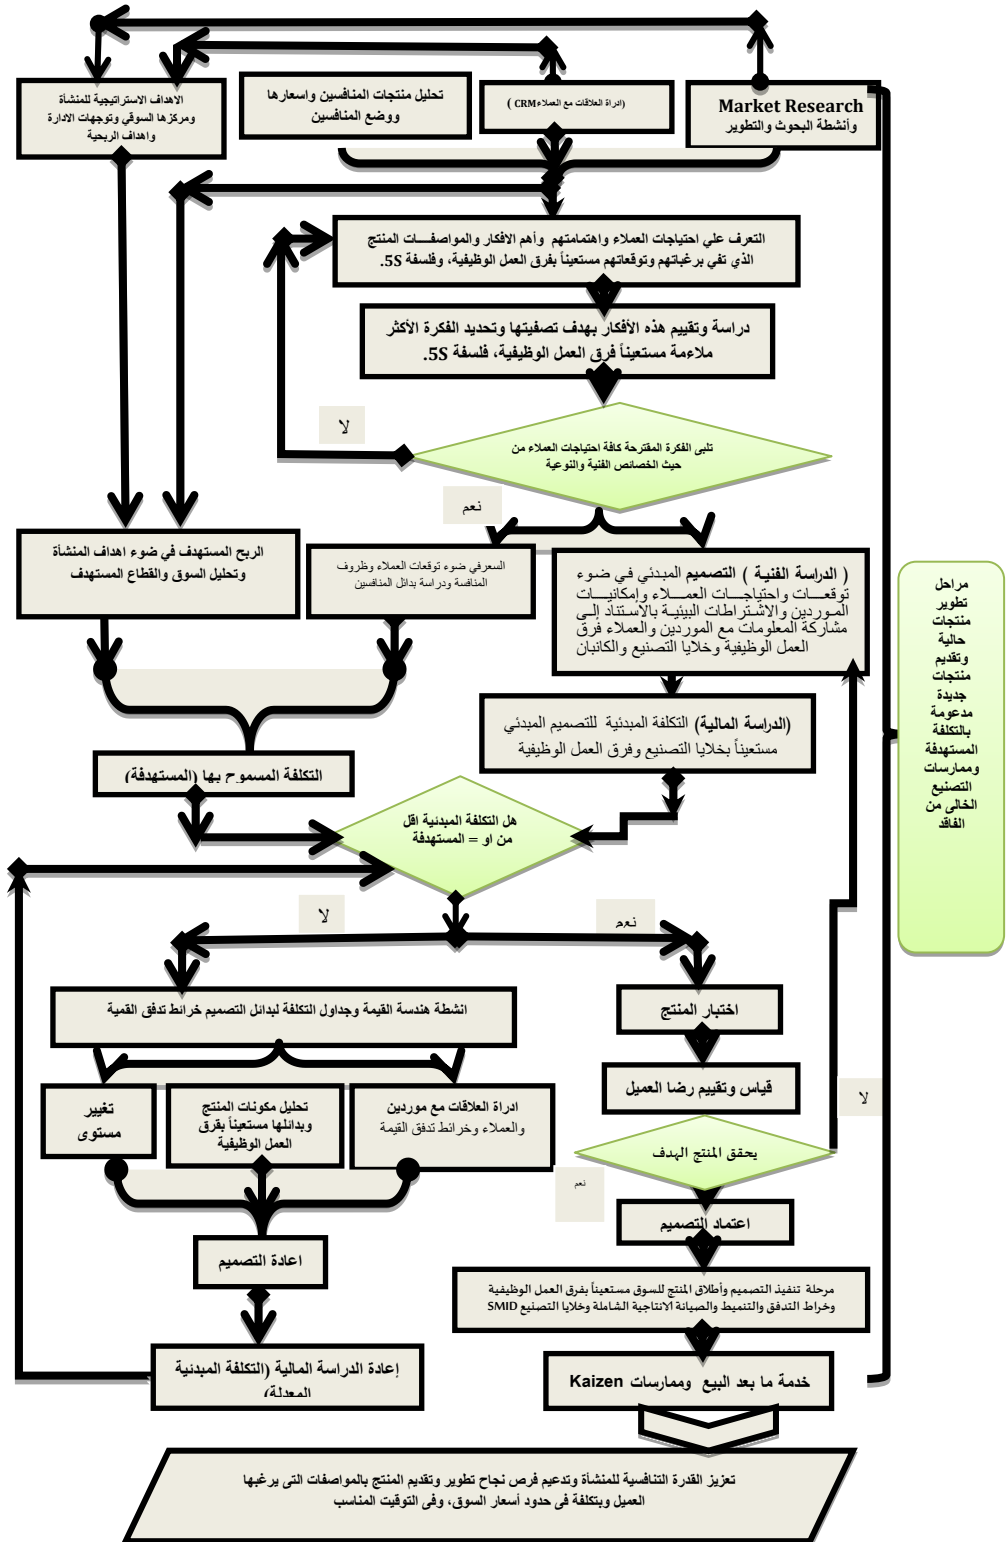 Market Research
وأنشطة البحوث والتطوير
(ادراة العلاقات مع العملاءCRM )
تحليل منتجات المنافسين واسعارها
ووضع المنافسين
الاهداف الاستراتيجية للمنشأة
ومركزها السوقي وتوجهات الادارة
واهداف الربحية
التعرف علي احتياجات العملاء واهتمامتهم وأهم الافكار والمواصفـــات المنتج
الذي تفي برغباتهم وتوقعاتهم مستعيناً بفرق العمل الوظيفية، وفلسفة 5S.
دراسة وتقييم هذه الأفكار بهدف تصفيتها وتحديد الفكرة الأكثر
ملاءمة مستعيناً فرق العمل الوظيفية، فلسفة 5S.
لا
تلبى الفكرة المقترحة كافة احتياجات العملاء من
حيث الخصائص الفنية والنوعية
نعم
الربح المستهدف في ضوء اهداف المنشأة
وتحليل السوق والقطاع المستهدف
السعرفي ضوء توقعات العملاء وظروف
المنافسة ودراسة بدائل المنافسين
( الدراسة الفنية ) التصميم المبدئي في ضوء
توقعـــات واحتياجـــات العمـــلاء وإمكانيـــات
الموردين والاشتراطات البيئية بالاستناد إلى
مشاركة المعلومات مع الموردين والعملاء فرق
العمل الوظيفية وخلايا التصنيع والكانبان
مراحل
تطوير
منتجات
حالية
وتقديم
منتجات
جديدة
مدعومة
بالتكلفة
المستهدفة
وممارسات
التصنيع
الخالى من
الفاقد
(الدراسة المالية) التكلفة المبدئية للتصميم المبدئي
مستعيناً بخلايا التصنيع وفرق العمل الوظيفية
التكلفة المسموح بها (المستهدفة)
هل التكلفة المبدئية اقل
من او = المستهدفة
لا
نعم
انشطة هندسة القيمة وجداول التكلفة لبدائل التصميم خرائط تدفق القمية
اختبار المنتج
قياس وتقييم رضا العميل
لا
تغيير
مستوى
تحليل مكونات المنتج
وبدائلها مستعيناً بقرق
العمل الوظيفية
ادراة العلاقات مع موردين
والعملاء وخرائط تدفق القيمة
يحقق المنتج الهدف
نعم
اعتماد التصميم
اعادة التصميم
مرحلة تنفيذ التصميم وأطلاق المنتج للسوق مستعيناً بفرق العمل الوظيفية
وخراط التدفق والتنميط والصيانة الانتاجية الشاملة وخلايا التصنيع SMID
إعادة الدراسة المالية (التكلفة المبدئية
المعدلة)
خدمة ما بعد البيع وممارسات Kaizen
تعزيز القدرة التنافسية للمنشأة وتدعيم فرص نجاح تطوير وتقديم المنتج بالمواصفات التى يرغبها
العميل وبتكلفة فى حدود أسعار السوق، وفى التوقيت المناسب